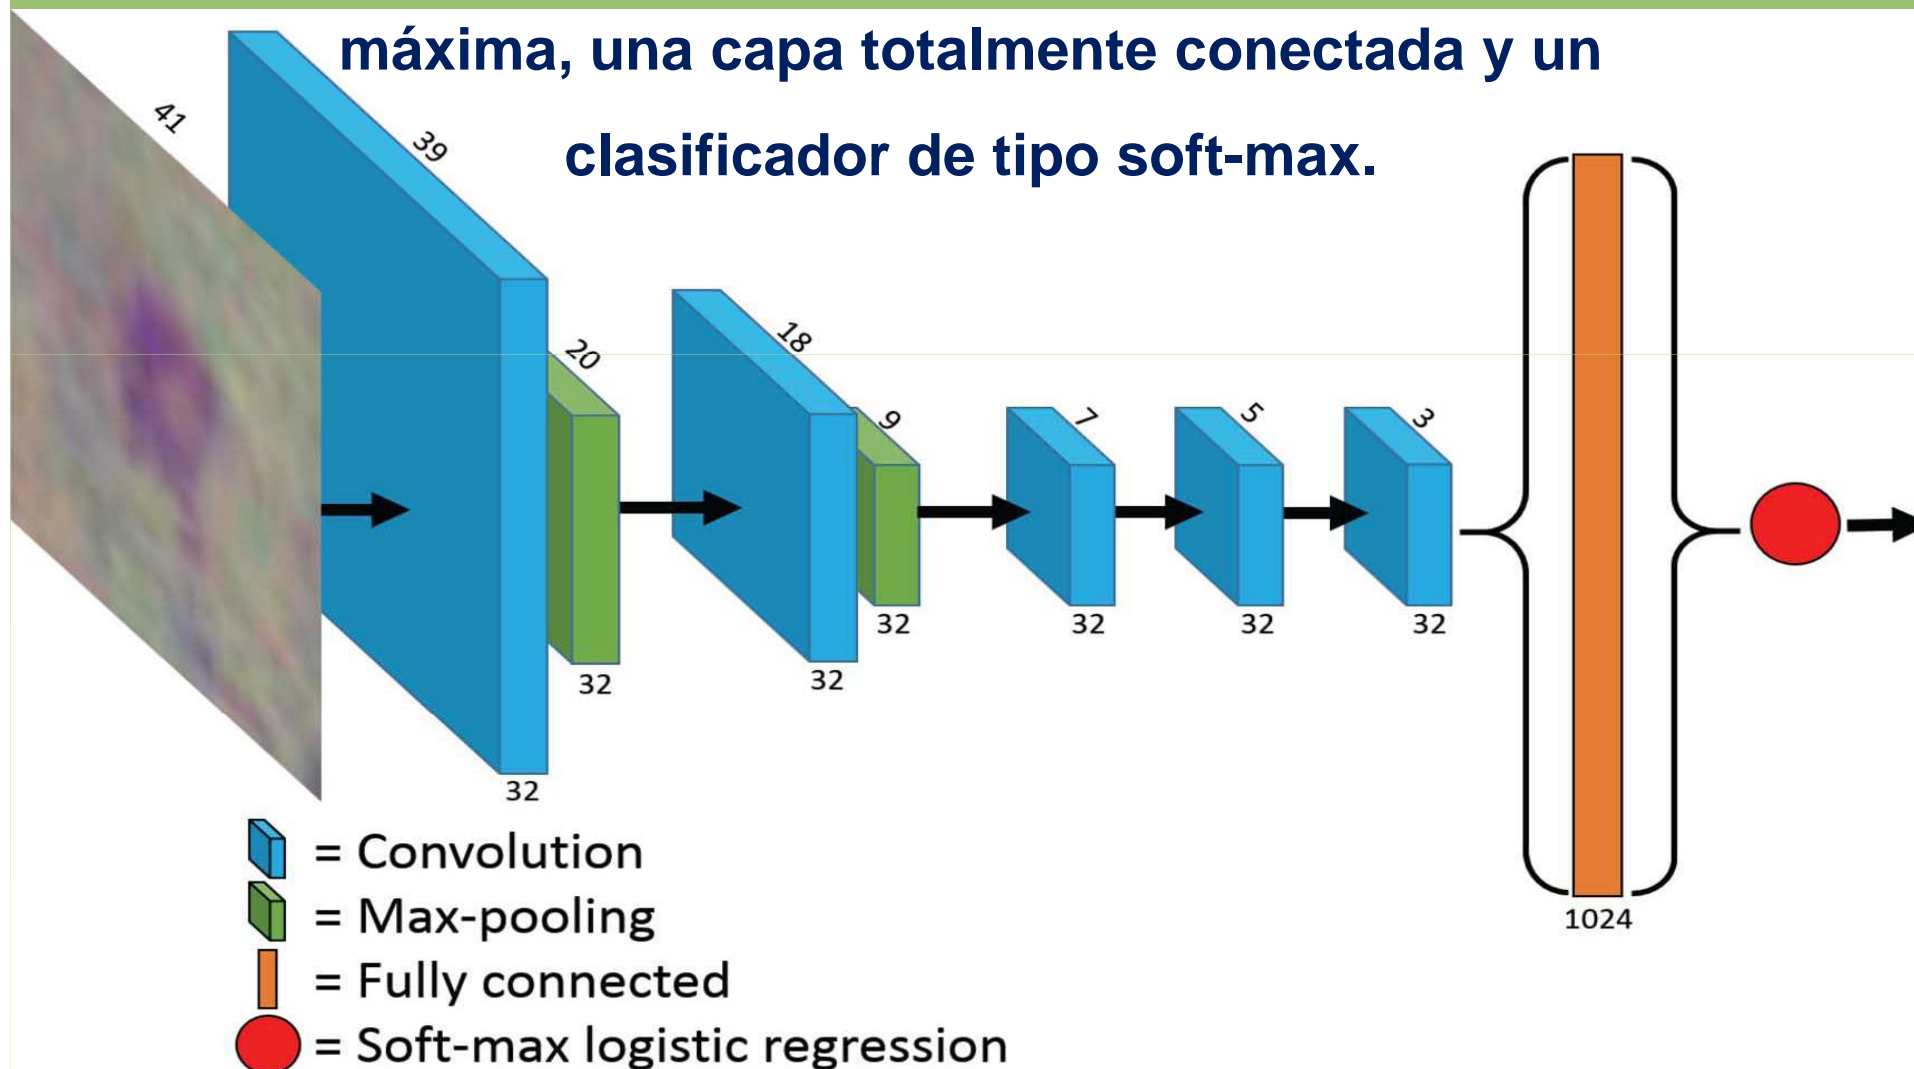 máxima, una capa totalmente conectada y un
clasificador de tipo soft-max.
41
39
20
18
9
7
5
3
32
32
32
32
32
32
32
1024
= Convolution
= Max-pooling
= Fully connected
= Soft-max logistic regression